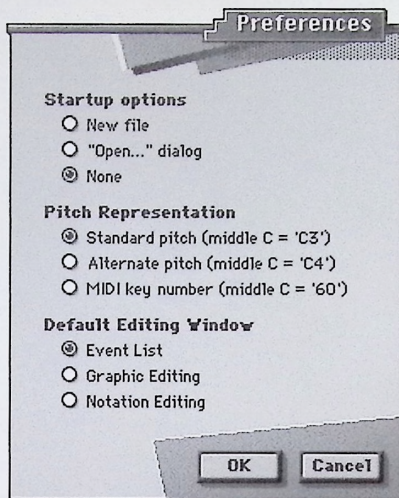 Preferences
Startup options
New file
"Open..." dialog
None
Pitch Representation
Standard pitch (middle C = 'C3')
Alternate pitch (middle C = 'C4')
MIDI key number (middle C = '60')
Default Editing Window
Event List
Graphic Editing
Notation Editing
OK Cancel